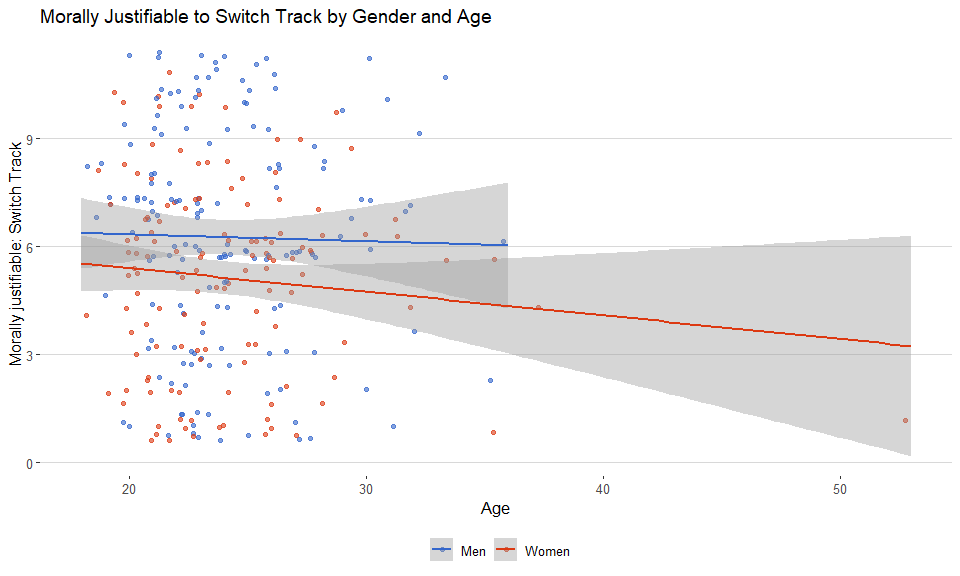 Morally Justifiable to Switch Track by Gender and Age
Morally justifiable: Switch Track
9
6
3
0
20 30 40 50
Age
Men Women